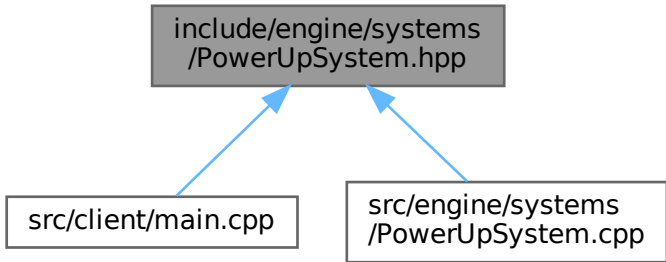 include/engine/systems
/PowerUpSystem.hpp
src/client/main.cpp
src/engine/systems
/PowerUpSystem.cpp